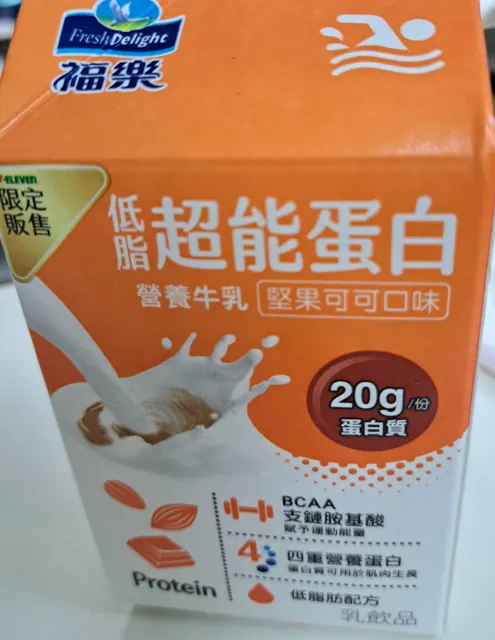 FreshDelight
福樂
-ELEVEN
限定
販售
低脂
超能蛋白
營養牛乳 堅果可可口味
20g/份
蛋白質
BCAA
支鏈胺基酸
賦予運動能量
4
四重營養蛋白
蛋白質可用於肌肉生長
Protein
低脂肪配方
乳飲品